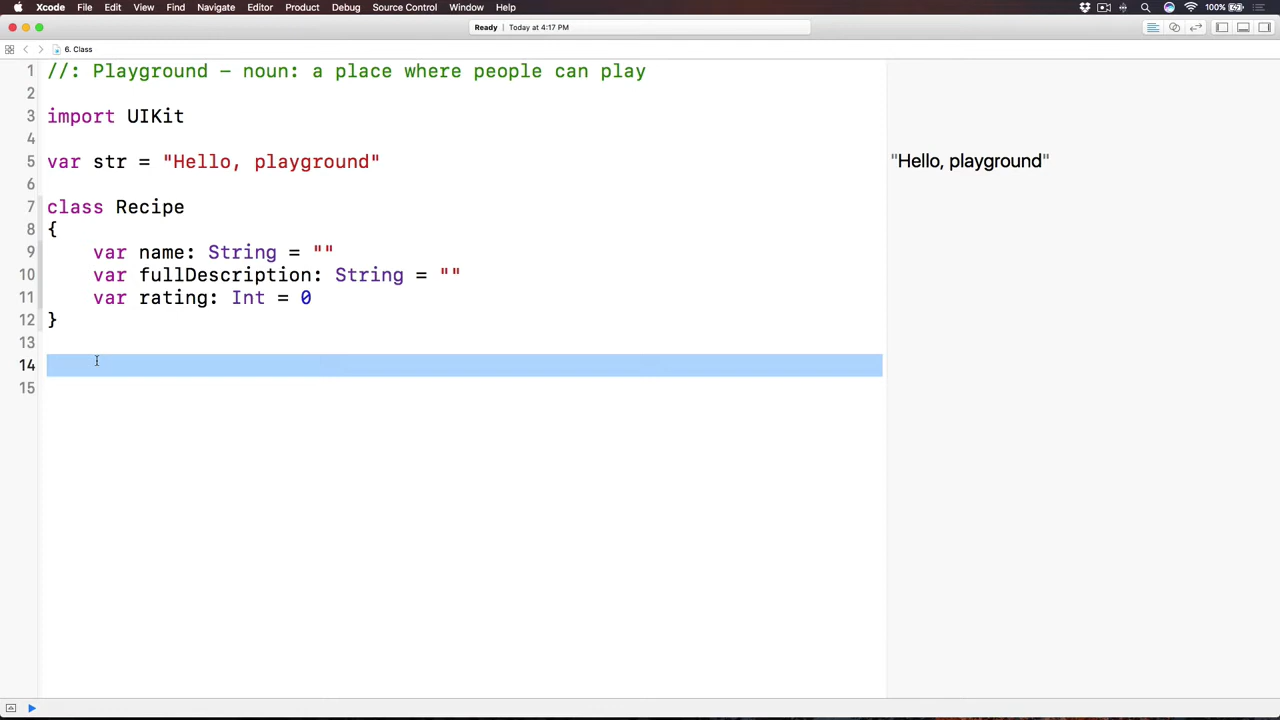 Xcode File Edit View Find Navigate Editor Product Debug Source Control Window Help 100%
Ready | Today at 4:17 PM
6. Class
1 //: Playground – noun: a place where people can play
2
3 import UIKit
4
5 var str = "Hello, playground" "Hello, playground"
6
7 class Recipe
8 {
9 var name: String = ""
10 var fullDescription: String = ""
11 var rating: Int = 0
12 }
13
14
15